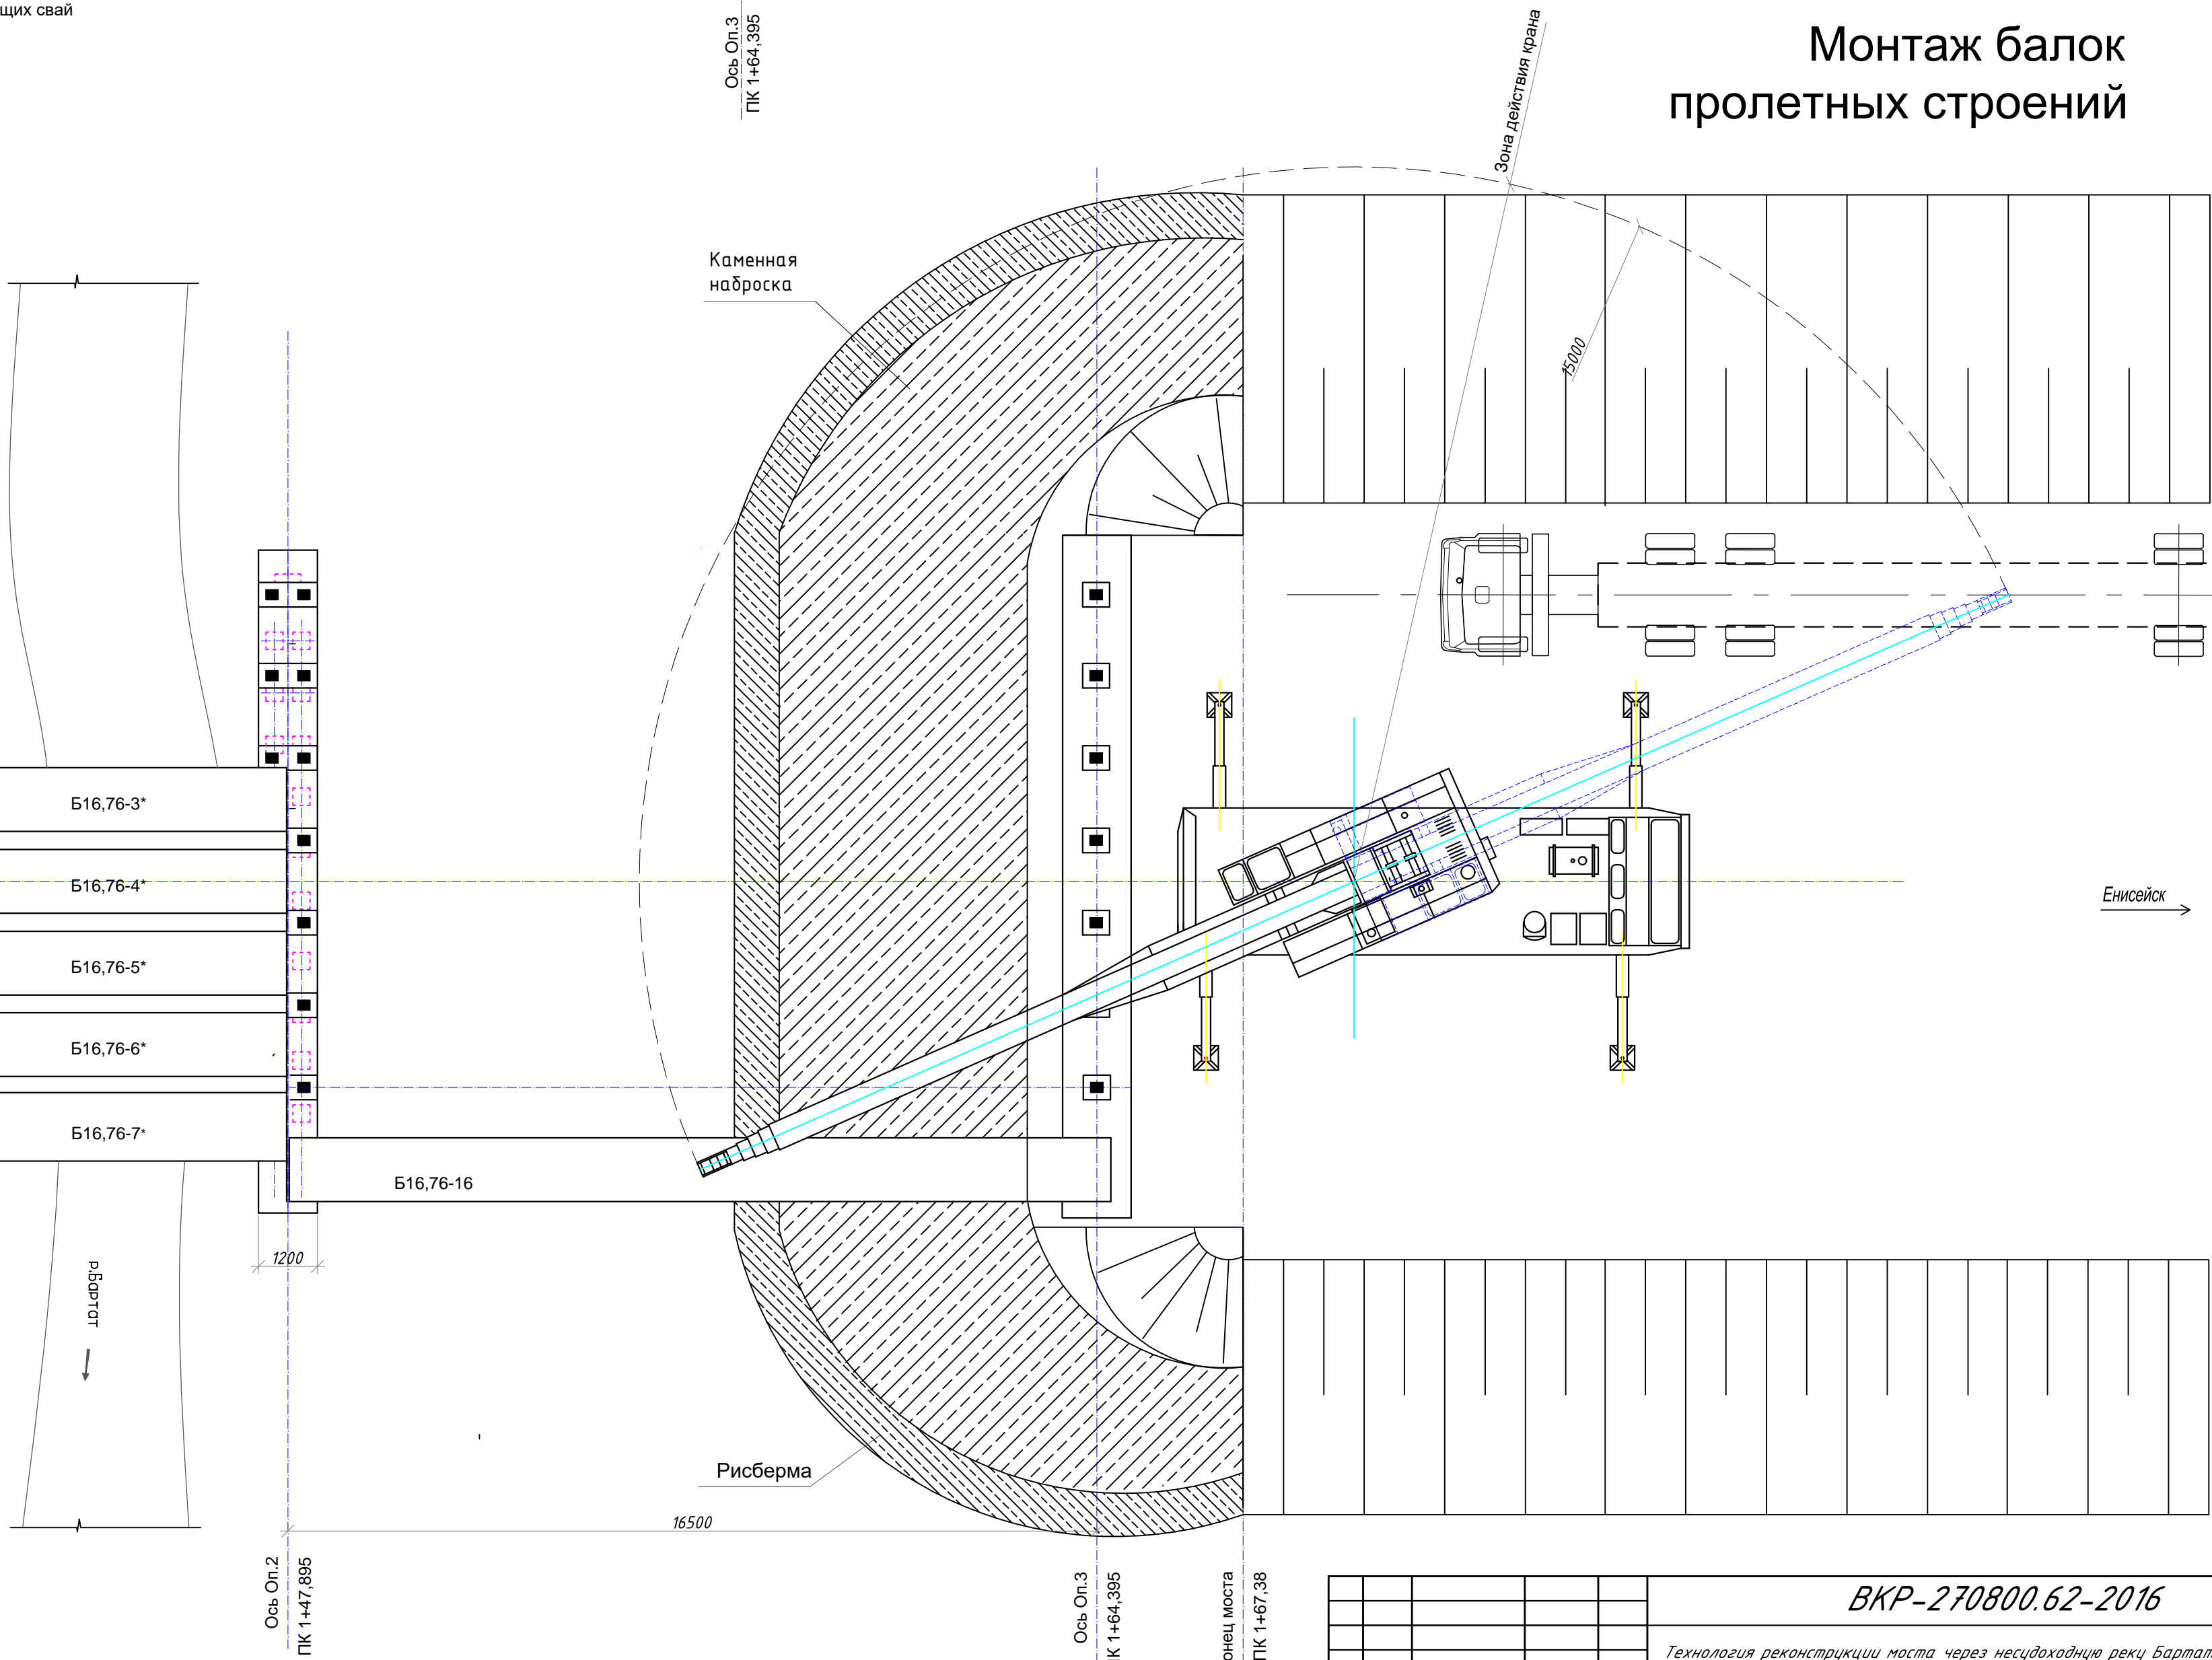 щих свай
Ось Оп.3
ПК 1+64,395
Монтаж балок
пролетных строений
Зона действия крана
Каменная
наброска
15000
Б16,76-3*
Б16,76-4*
Б16,76-5*
Б16,76-6*
Б16,76-7*
Б16,76-16
Енисейск
1200
р.Бартат
Рисберма
16500
Ось Оп.2
ПК 1+47,895
Ось Оп.3
К 1+64,395
онец моста
ПК 1+67,38
ВКР-270800.62-2016
Технология реконструкции моста через несудоходную реку Бартат